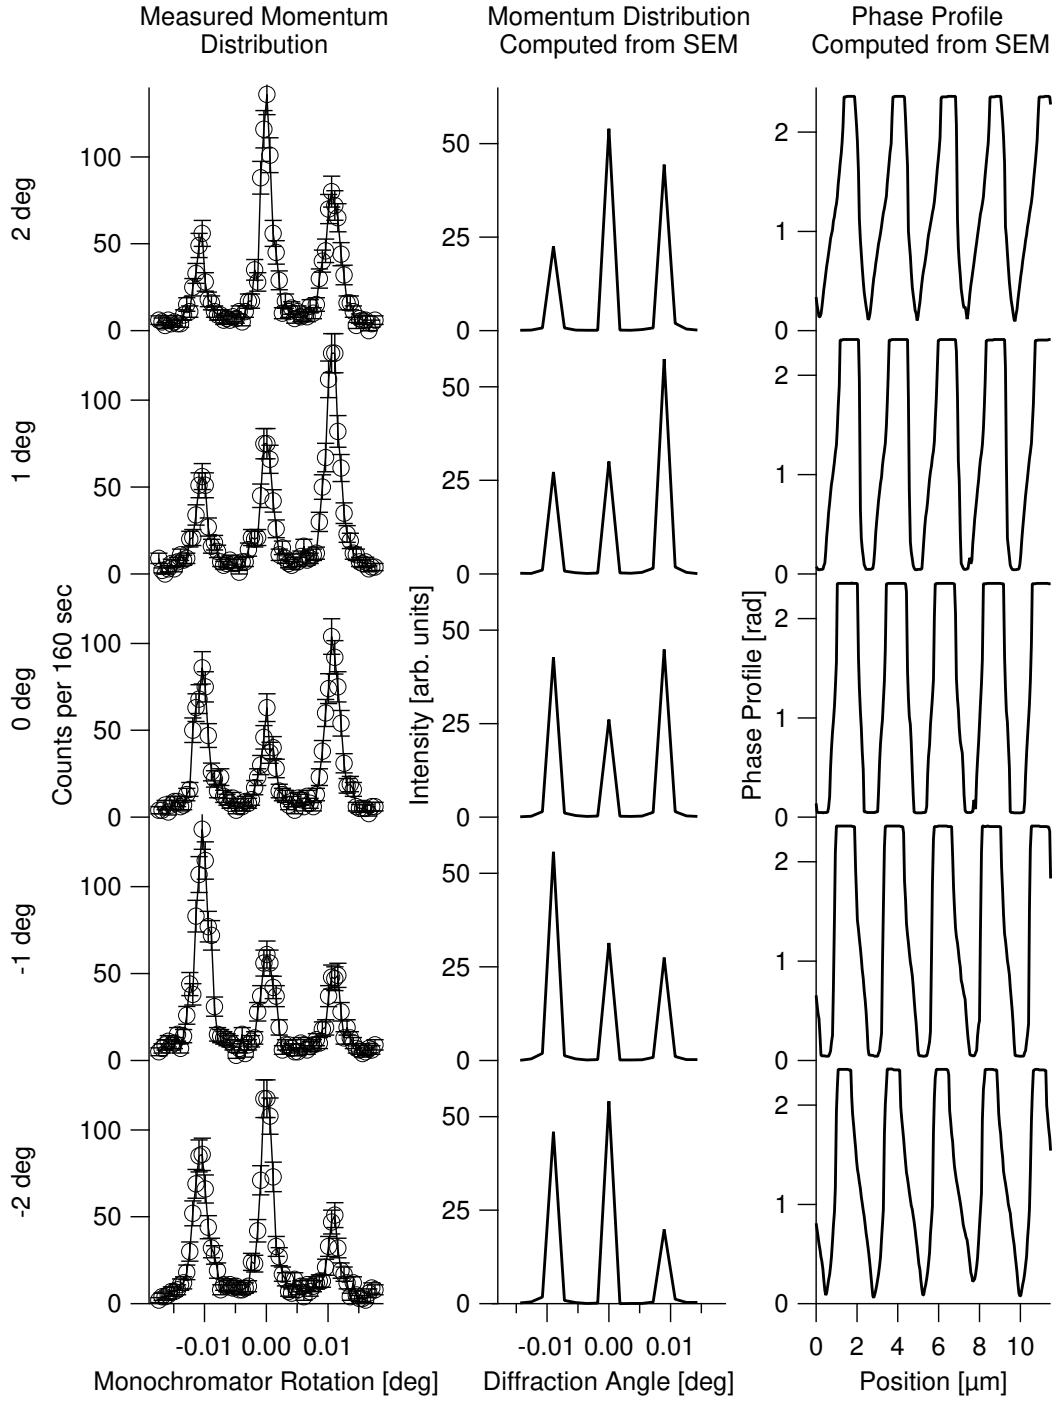 Measured Momentum
Distribution
Momentum Distribution
Computed from SEM
Phase Profile
Computed from SEM
2 deg
100
50
0
50
25
0
2
1
0
1 deg
100
50
0
50
25
0
2
1
0
0 deg
Counts per 160 sec
100
50
0
Intensity [arb. units]
50
25
0
Phase Profile [rad]
2
1
0
-1 deg
100
50
0
50
25
0
2
1
0
-2 deg
100
50
0
50
25
0
2
1
0
-0.01 0.00 0.01
-0.01 0.00 0.01
0 2 4 6 8 10
Monochromator Rotation [deg]
Diffraction Angle [deg]
Position [µm]